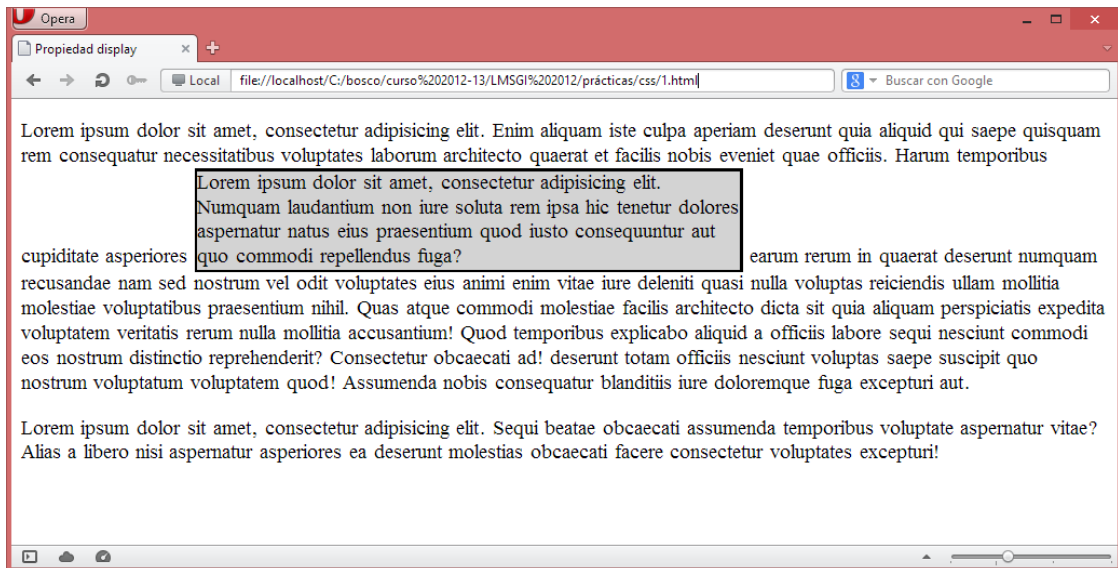 Opera
Propiedad display
Local file://localhost/C:/bosco/curso%202012-13/LMSGI%202012/prácticas/css/1.html
Buscar con Google
Lorem ipsum dolor sit amet, consectetur adipisicing elit. Enim aliquam iste culpa aperiam deserunt quia aliquid qui saepe quisquam
rem consequatur necessitatibus voluptates laborum architecto quaerat et facilis nobis eveniet quae officiis. Harum temporibus
Lorem ipsum dolor sit amet, consectetur adipisicing elit.
Numquam laudantium non iure soluta rem ipsa hic tenetur dolores
aspernatur natus eius praesentium quod iusto consequuntur aut
cupiditate asperiores quo commodi repellendus fuga? earum rerum in quaerat deserunt numquam
recusandae nam sed nostrum vel odit voluptates eius animi enim vitae iure deleniti quasi nulla voluptas reiciendis ullam mollitia
molestiae voluptatibus praesentium nihil. Quas atque commodi molestiae facilis architecto dicta sit quia aliquam perspiciatis expedita
voluptatem veritatis rerum nulla mollitia accusantium! Quod temporibus explicabo aliquid a officiis labore sequi nesciunt commodi
eos nostrum distinctio reprehenderit? Consectetur obcaecati ad! deserunt totam officiis nesciunt voluptas saepe suscipit quo
nostrum voluptatum voluptatem quod! Assumenda nobis consequatur blanditiis iure doloremque fuga excepturi aut.
Lorem ipsum dolor sit amet, consectetur adipisicing elit. Sequi beatae obcaecati assumenda temporibus voluptate aspernatur vitae?
Alias a libero nisi aspernatur asperiores ea deserunt molestias obcaecati facere consectetur voluptates excepturi!